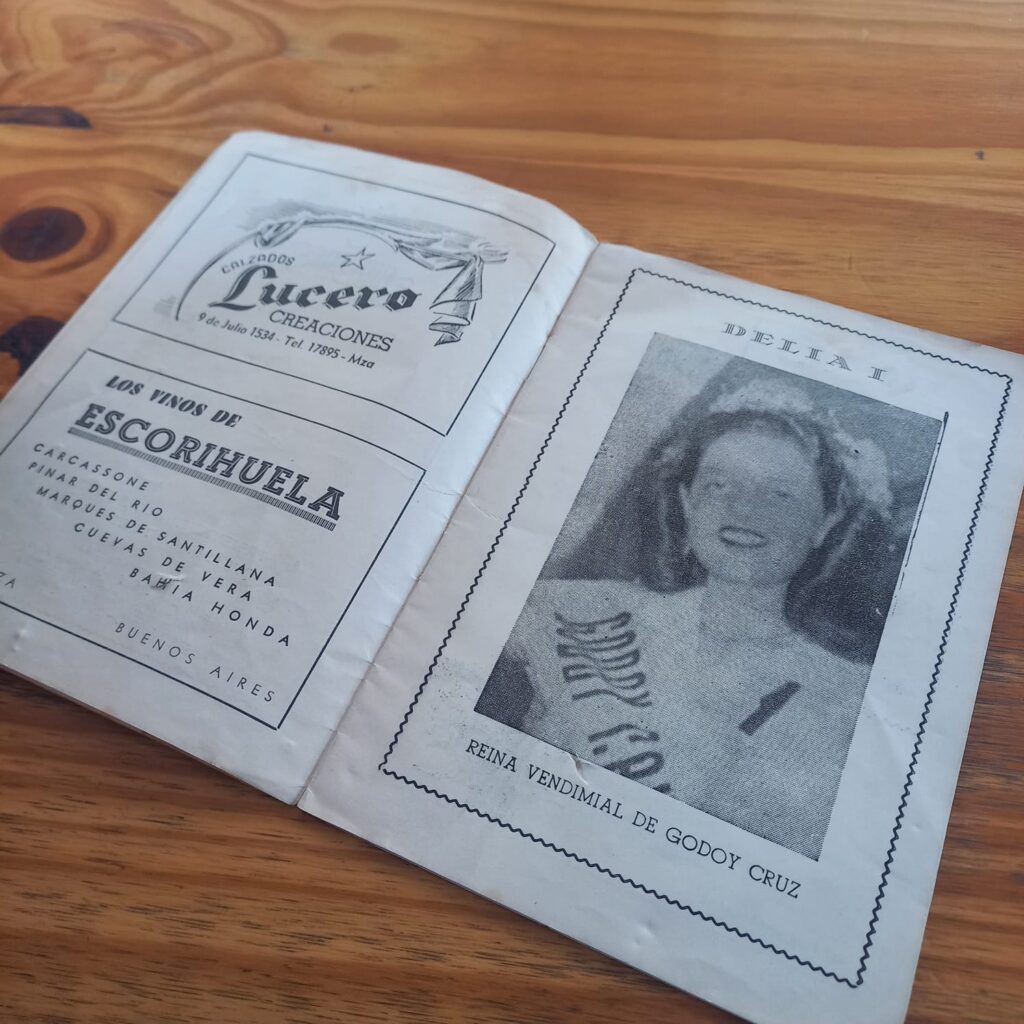 CALZADOS
Lucero
CREACIONES
9 de Julio 1534 - Tel. 17895 - Mza
LOS VINOS DE
ESCORIHUELA
CARCASSONE
PINAR DEL RIO
MARQUES DE SANTILLANA
CUEVAS DE VERA
BAHIA HONDA
ZA
BUENOS AIRES
DELIA I
REINA VENDIMIAL DE GODOY CRUZ